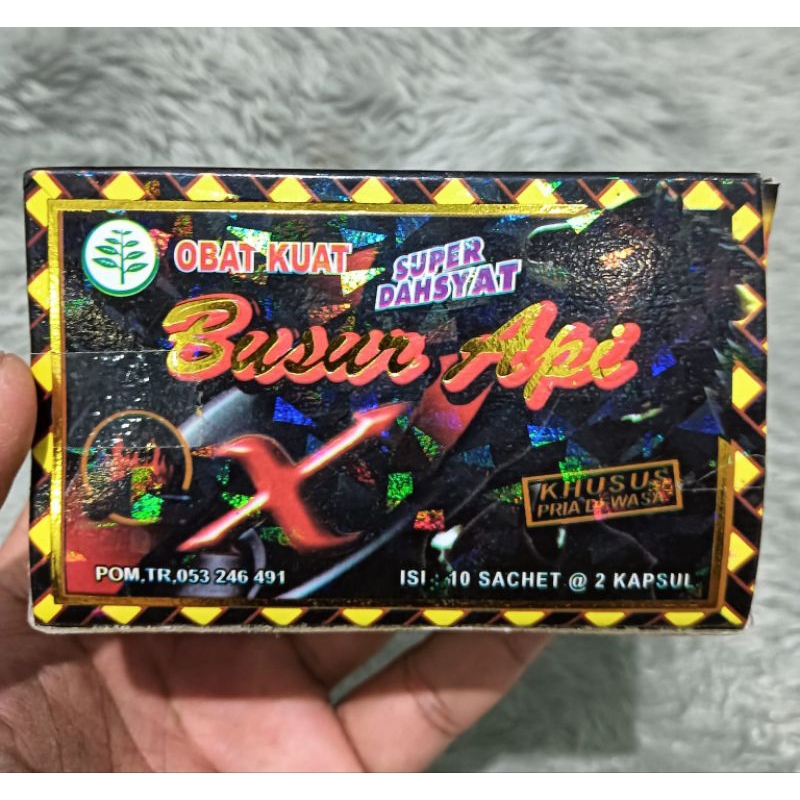 OBAT KUAT
SUPER
DAHSYAT
Busur Api
X
KHUSUS
PRIA DEWASA
POM,TR,053 246 491
ISI : 10 SACHET @ 2 KAPSUL